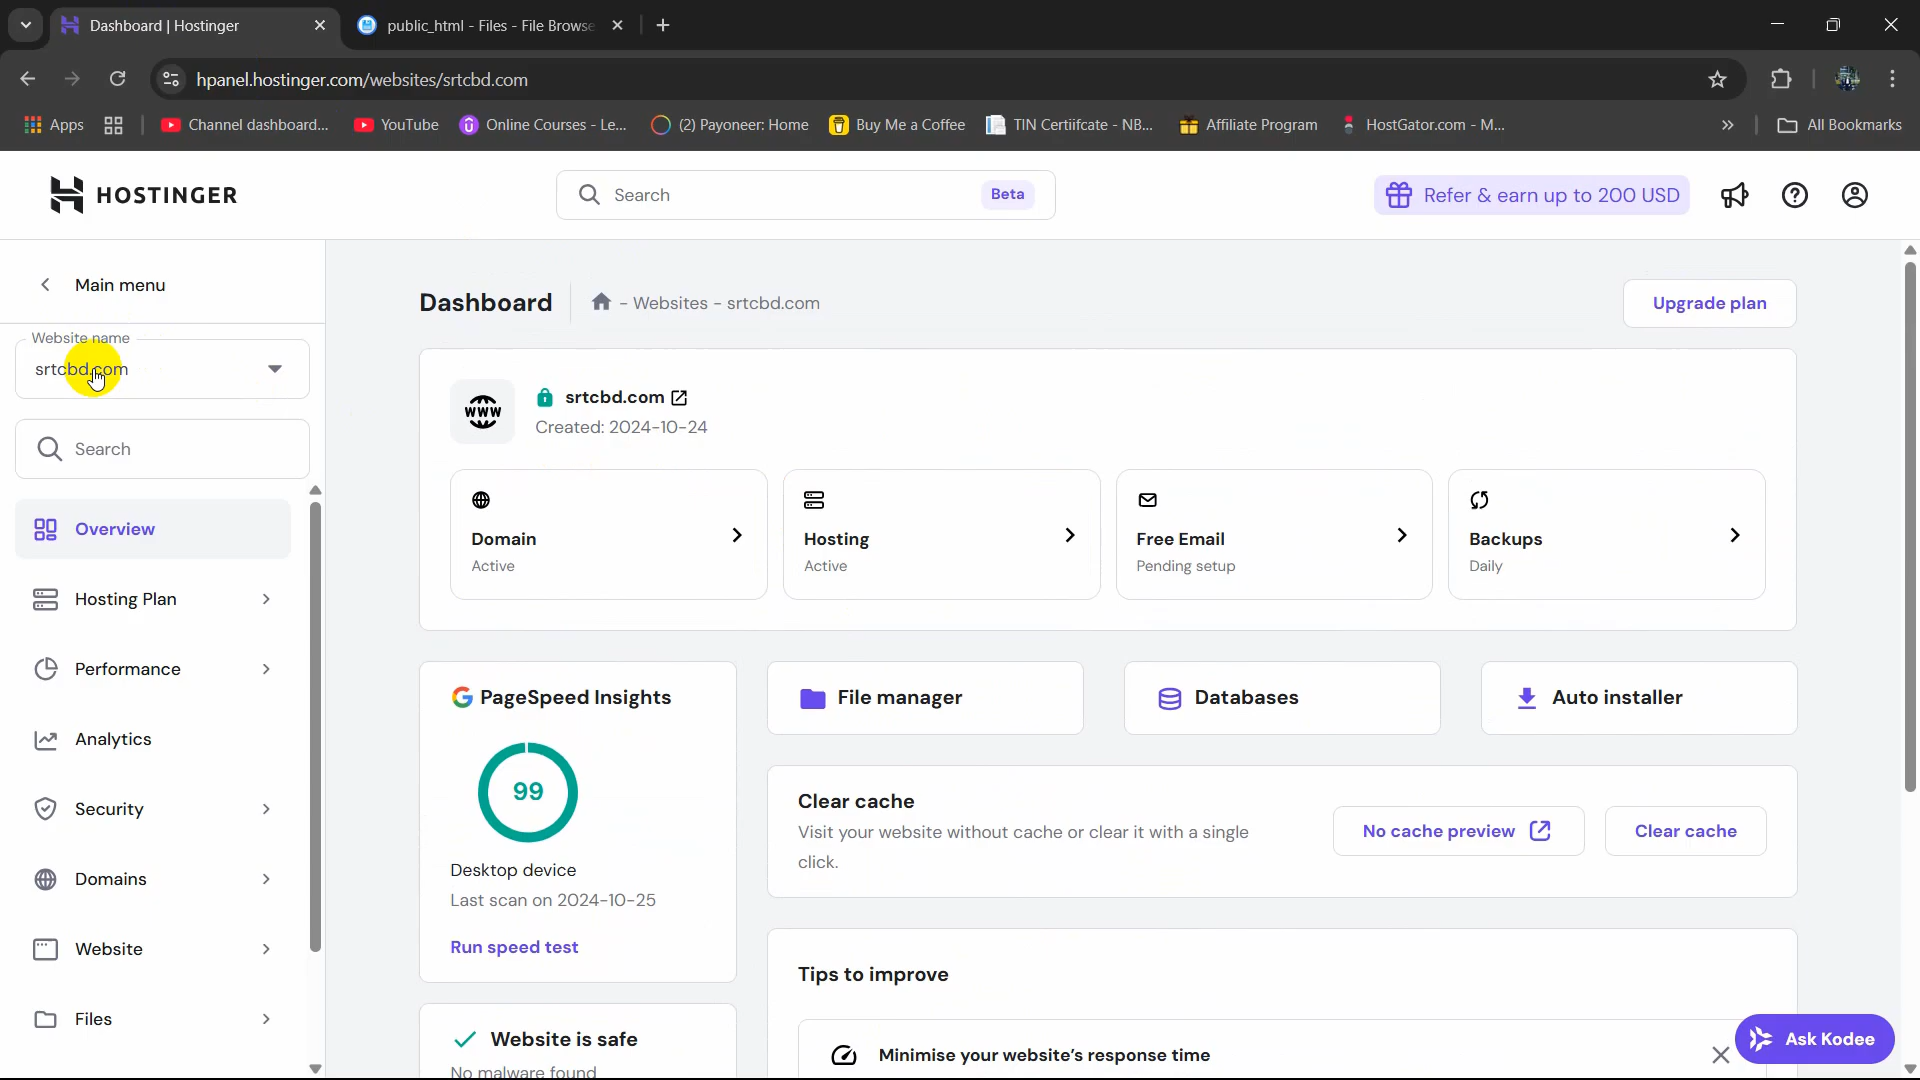 Dashboard | Hostinger
public_html - Files - File Browse
hpanel.hostinger.com/websites/srtcbd.com
Apps
Channel dashboard...
YouTube
Online Courses - Le...
(2) Payoneer: Home
Buy Me a Coffee
TIN Certiifcate - NB...
Affiliate Program
HostGator.com - M...
All Bookmarks
HOSTINGER
Search
Beta
Refer & earn up to 200 USD
Main menu
Website name
srtcbd.com
Search
Overview
Hosting Plan
Performance
Analytics
Security
Domains
Website
Files
Dashboard
- Websites - srtcbd.com
Upgrade plan
www
srtcbd.com
Created: 2024-10-24
Domain
Active
Hosting
Active
Free Email
Pending setup
Backups
Daily
PageSpeed Insights
99
Desktop device
Last scan on 2024-10-25
Run speed test
File manager
Databases
Auto installer
Clear cache
Visit your website without cache or clear it with a single
click.
No cache preview
Clear cache
Tips to improve
Minimise your website's response time
Website is safe
No malware found
Ask Kodee